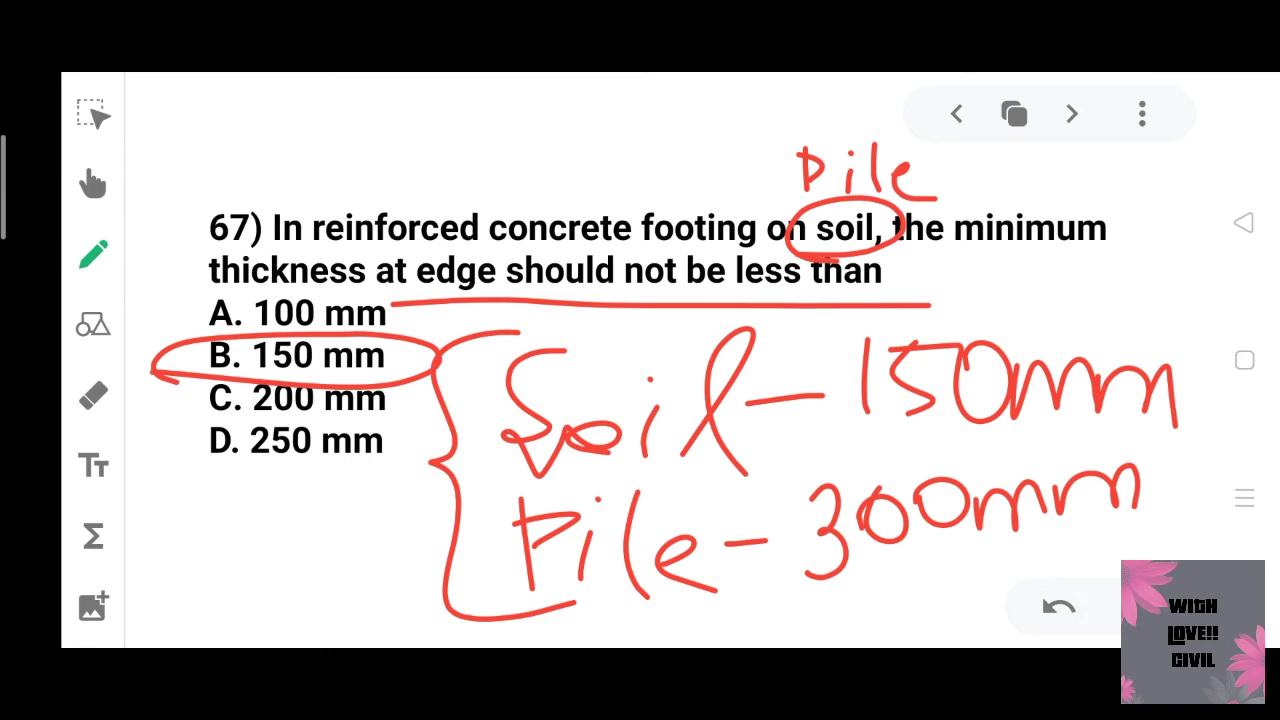 Pile
67) In reinforced concrete footing on soil, the minimum
thickness at edge should not be less than
A. 100 mm
B. 150 mm
C. 200 mm
D. 250 mm
Soil - 150mm
Pile - 300mm
Tт
Σ
WITH
LOVE!!
CIVIL